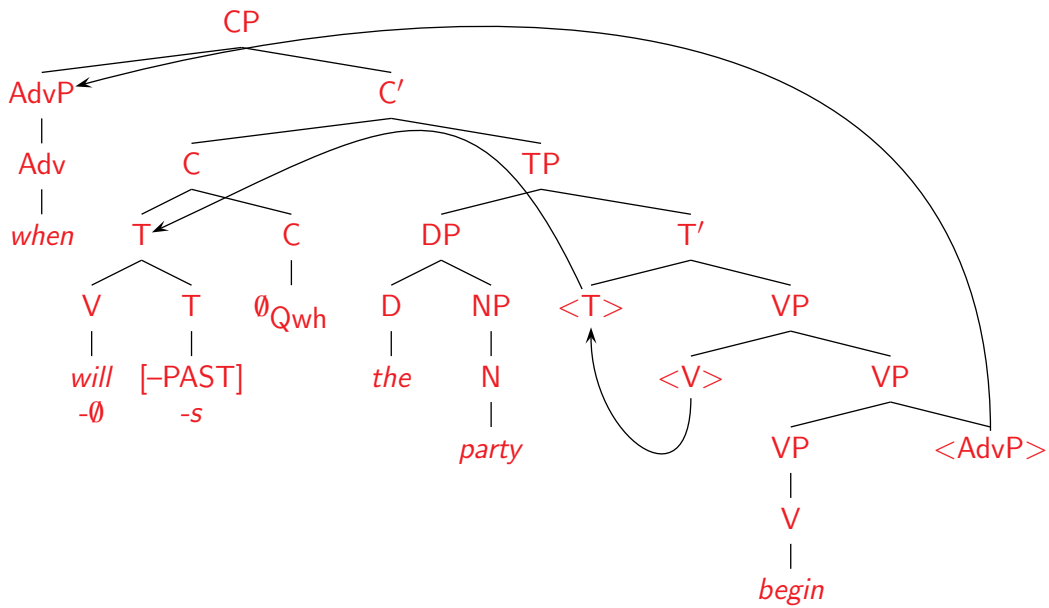 CP
AdvP C′
Adv C TP
when T C DP T′
V T ∅Qwh D NP <T> VP
will [–PAST] the N <V> VP
-∅ -s party VP <AdvP>
V
begin